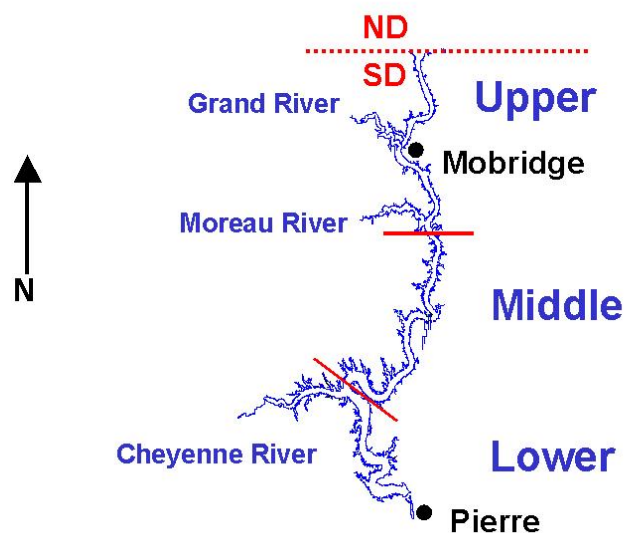 ND
SD
Upper
Grand River
Mobridge
Moreau River
N
Middle
Cheyenne River
Lower
Pierre